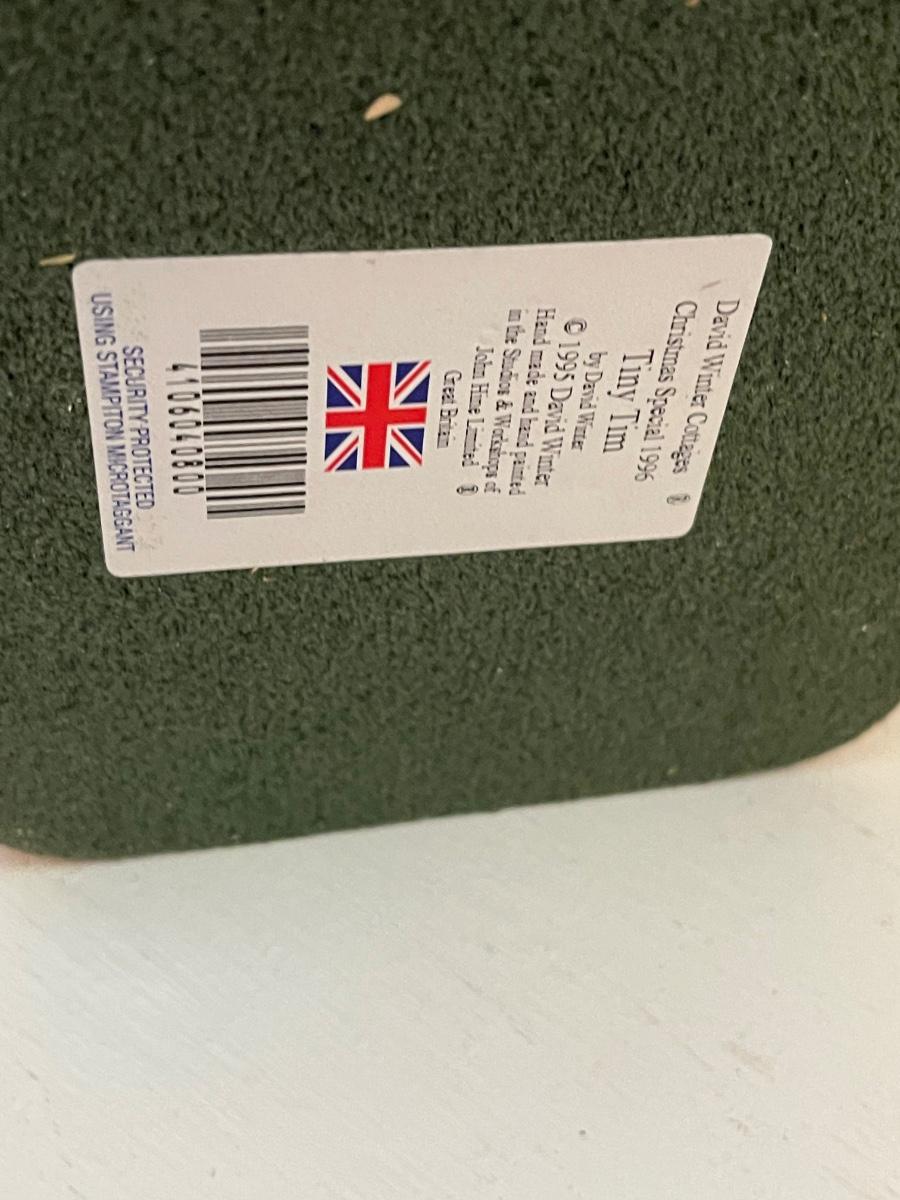 David Winter Cottages ®
Christmas Special 1996
Tiny Tim
by David Winter
© 1995 David Winter
Hand made and hand painted
in the Studios & Workshops of
John Hine Limited ®
Great Britain
4106040800
SECURITY PROTECTED
USING STAMPTION MICROTAGGANT